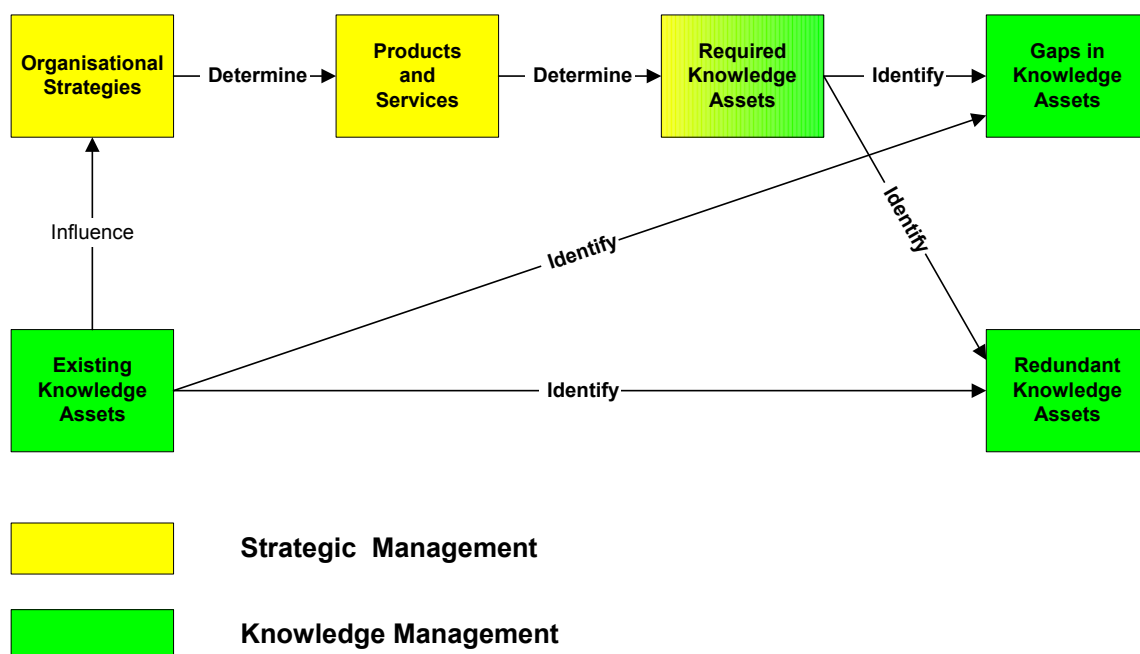 Organisational
Strategies
Determine
Products
and
Services
Determine
Required
Knowledge
Assets
Identify
Gaps in
Knowledge
Assets
Influence
Identify
Identify
Existing
Knowledge
Assets
Identify
Redundant
Knowledge
Assets
Strategic Management
Knowledge Management